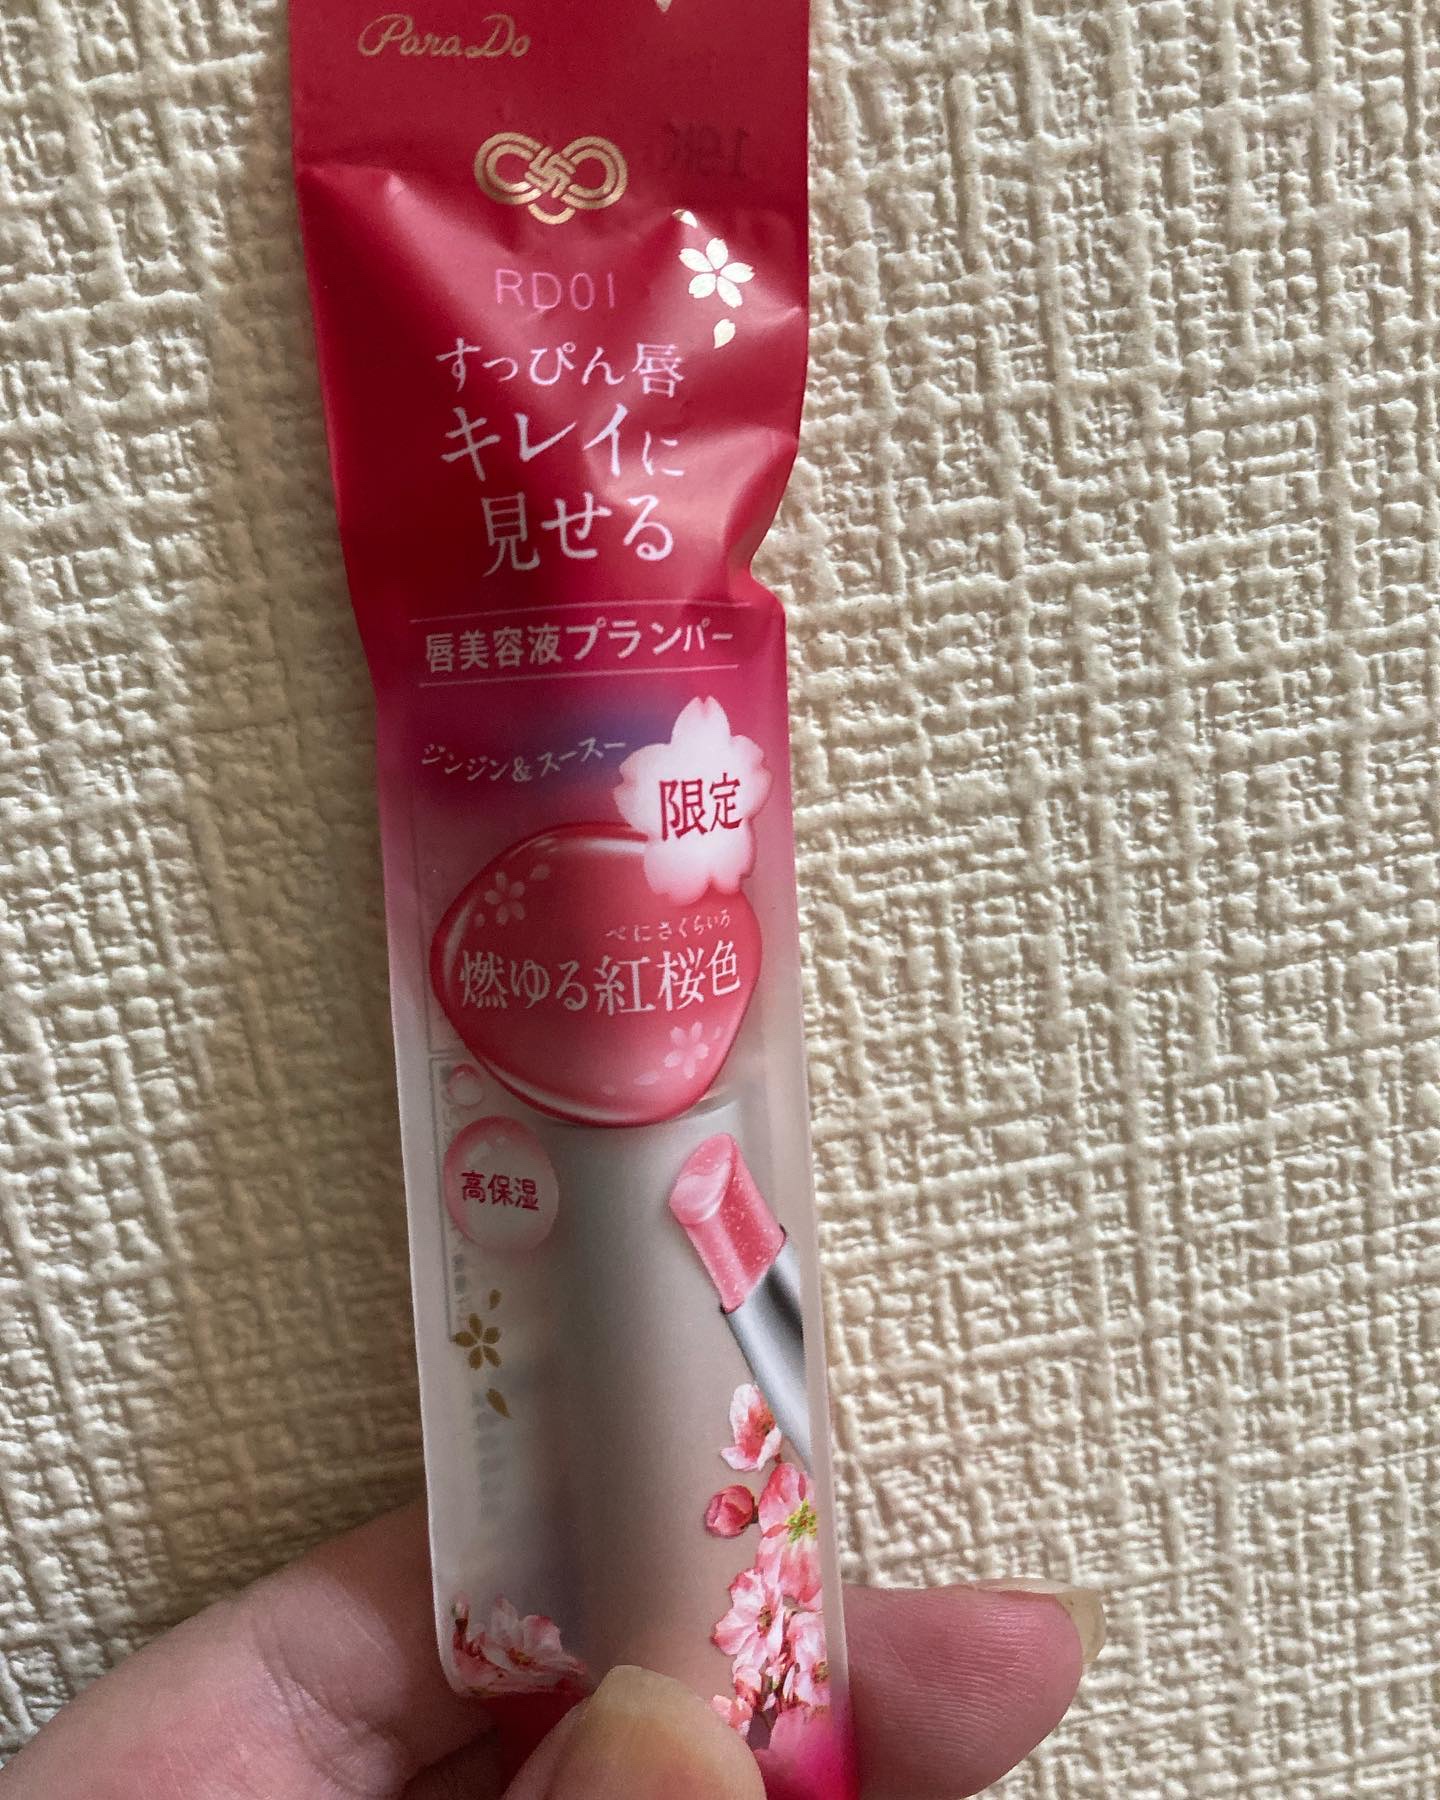 ParaDo
RD01
すっぴん唇
キレイに
見せる
唇美容液プランパー
ジンジン&スースー
限定
べにさくらいろ
燃ゆる紅桜色
高保湿